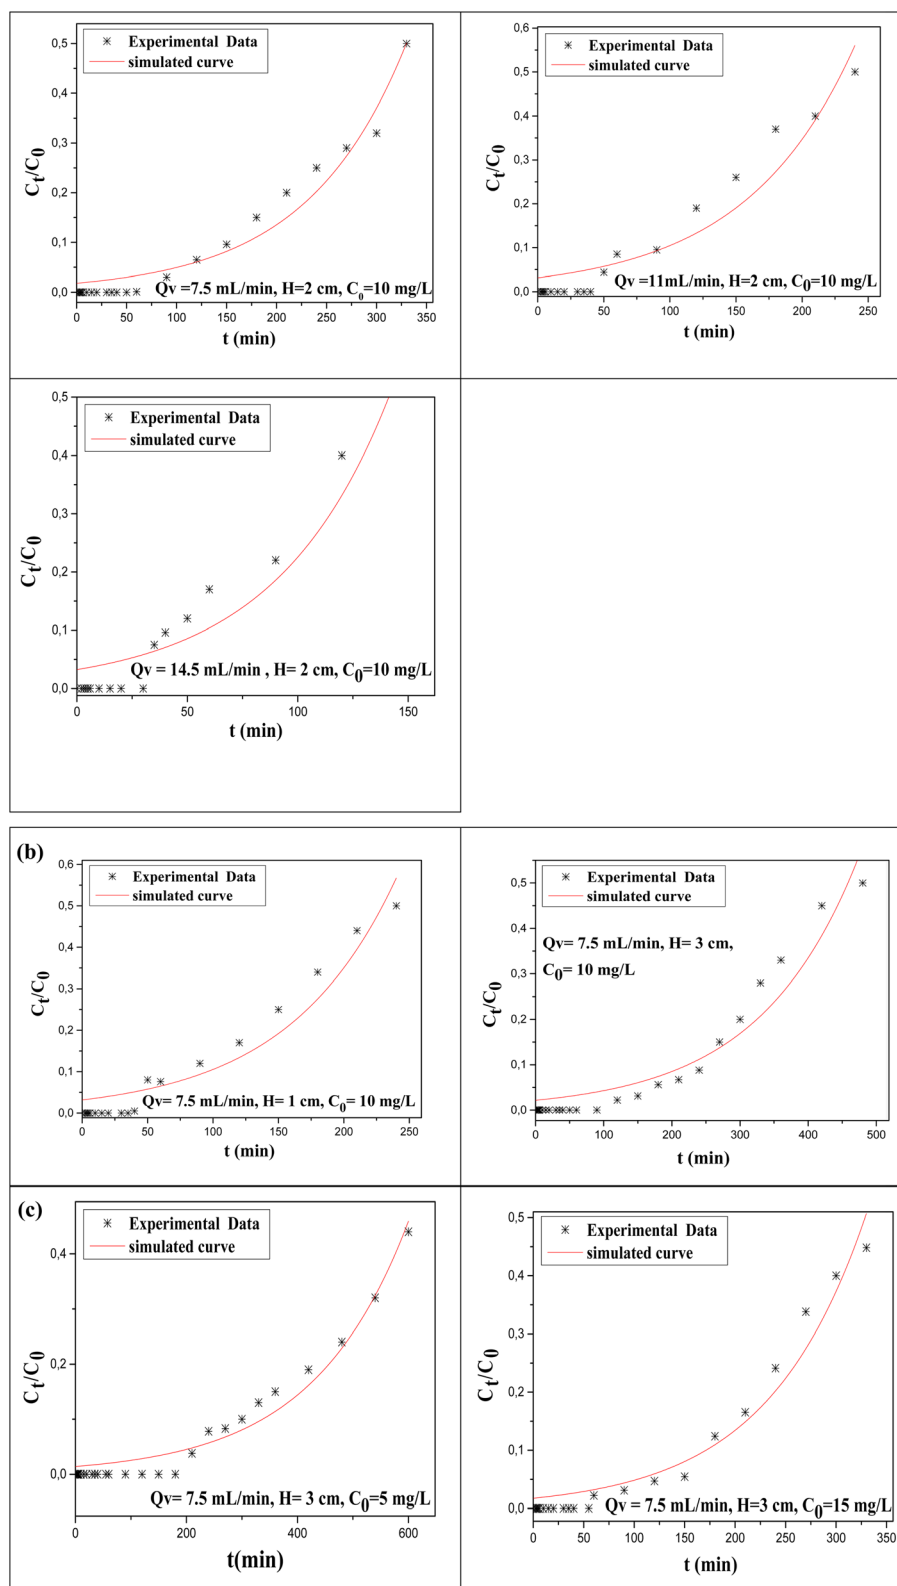 Experimental Data
simulated curve
0,5
0,4
0,3
0,2
0,1
0,0
Ct/C0
Qv =7.5 mL/min, H=2 cm, C0=10 mg/L
0 50 100 150 200 250 300 350
t (min)
Experimental Data
simulated curve
0,6
0,5
0,4
0,3
0,2
0,1
0,0
Ct/C0
Qv =11mL/min, H=2 cm, C0=10 mg/L
0 50 100 150 200 250
t (min)
Experimental Data
simulated curve
0,5
0,4
0,3
0,2
0,1
0,0
Ct/C0
Qv = 14.5 mL/min , H= 2 cm, C0=10 mg/L
0 50 100 150
t (min)
(b)
Experimental Data
simulated curve
0,6
0,5
0,4
0,3
0,2
0,1
0,0
Ct/C0
Qv= 7.5 mL/min, H= 1 cm, C0= 10 mg/L
0 50 100 150 200 250
t (min)
Experimental Data
simulated curve
0,5
0,4
0,3
0,2
0,1
0,0
Ct/C0
Qv= 7.5 mL/min, H= 3 cm,
C0= 10 mg/L
0 100 200 300 400 500
t (min)
(c)
Experimental Data
simulated curve
0,4
0,2
0,0
Ct/C0
Qv= 7.5 mL/min, H= 3 cm, C0=5 mg/L
0 200 400 600
t(min)
Experimental Data
simulated curve
0,5
0,4
0,3
0,2
0,1
0,0
Ct/C0
Qv= 7.5 mL/min, H=3 cm, C0=15 mg/L
0 50 100 150 200 250 300 350
t (min)